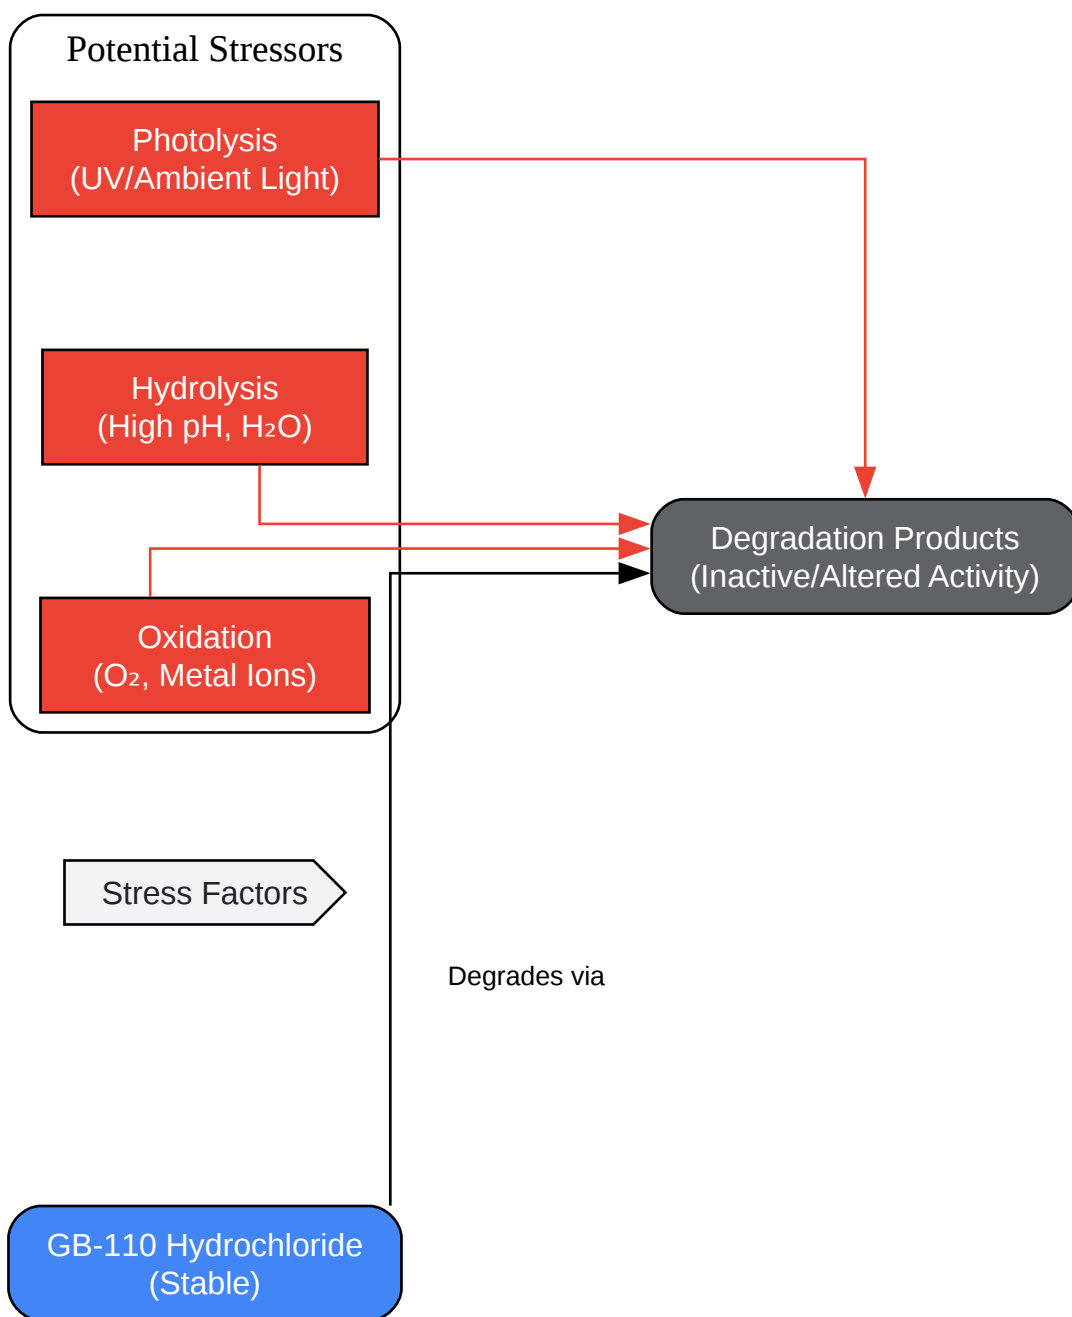 Potential Stressors
Photolysis
(UV/Ambient Light)
Hydrolysis
(High pH, H₂O)
Degradation Products
(Inactive/Altered Activity)
Oxidation
(O₂, Metal Ions)
Stress Factors
Degrades via
GB-110 Hydrochloride
(Stable)